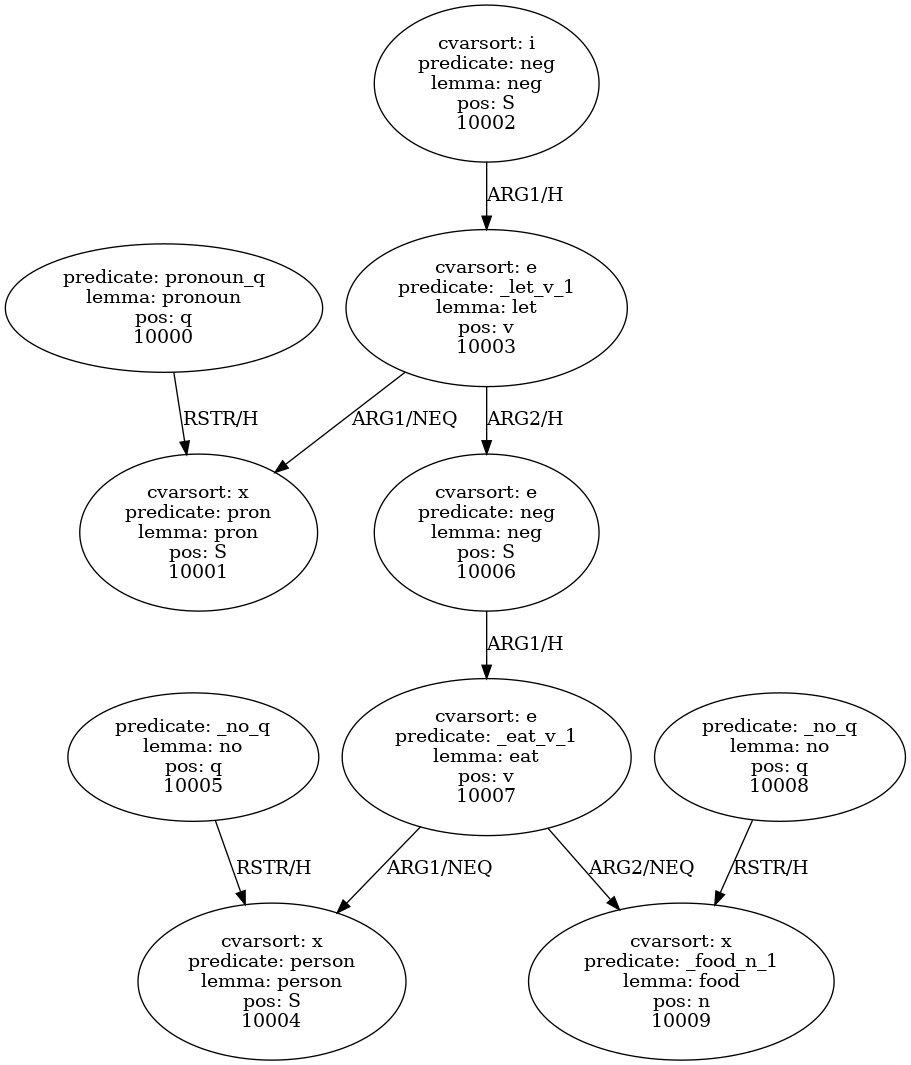 cvarsort: i
predicate: neg
lemma: neg
pos: S
10002
ARG1/H
predicate: pronoun_q
lemma: pronoun
pos: q
10000
cvarsort: e
predicate: _let_v_1
lemma: let
pos: v
10003
RSTR/H
ARG1/NEQ
ARG2/H
cvarsort: x
predicate: pron
lemma: pron
pos: S
10001
cvarsort: e
predicate: neg
lemma: neg
pos: S
10006
ARG1/H
predicate: _no_q
lemma: no
pos: q
10005
cvarsort: e
predicate: _eat_v_1
lemma: eat
pos: v
10007
predicate: _no_q
lemma: no
pos: q
10008
RSTR/H
ARG1/NEQ
ARG2/NEQ
RSTR/H
cvarsort: x
predicate: person
lemma: person
pos: S
10004
cvarsort: x
predicate: _food_n_1
lemma: food
pos: n
10009